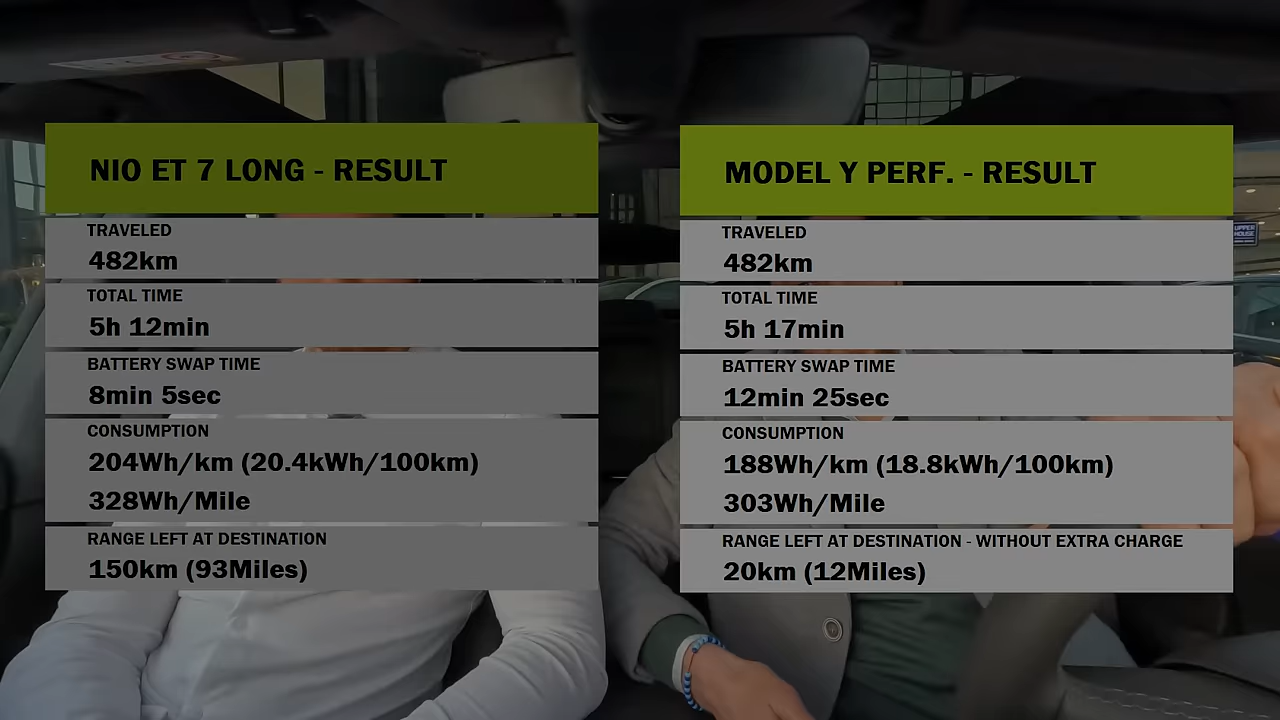 NIO ET 7 LONG - RESULT
TRAVELED
482km
TOTAL TIME
5h 12min
BATTERY SWAP TIME
8min 5sec
CONSUMPTION
204Wh/km (20.4kWh/100km)
328Wh/Mile
RANGE LEFT AT DESTINATION
150km (93Miles)
MODEL Y PERF. - RESULT
TRAVELED
482km
TOTAL TIME
5h 17min
BATTERY SWAP TIME
12min 25sec
CONSUMPTION
188Wh/km (18.8kWh/100km)
303Wh/Mile
RANGE LEFT AT DESTINATION - WITHOUT EXTRA CHARGE
20km (12Miles)
UPPER
HOUSE